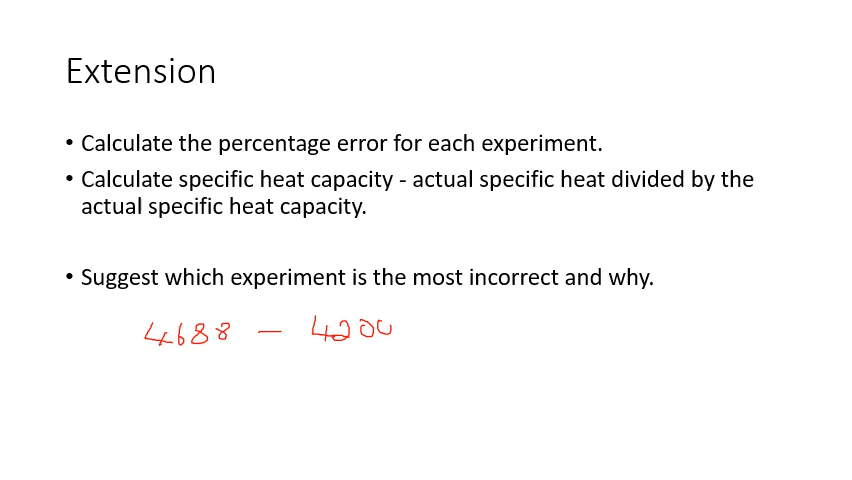 Extension
• Calculate the percentage error for each experiment.
• Calculate specific heat capacity - actual specific heat divided by the
actual specific heat capacity.
• Suggest which experiment is the most incorrect and why.
4688 - 4200